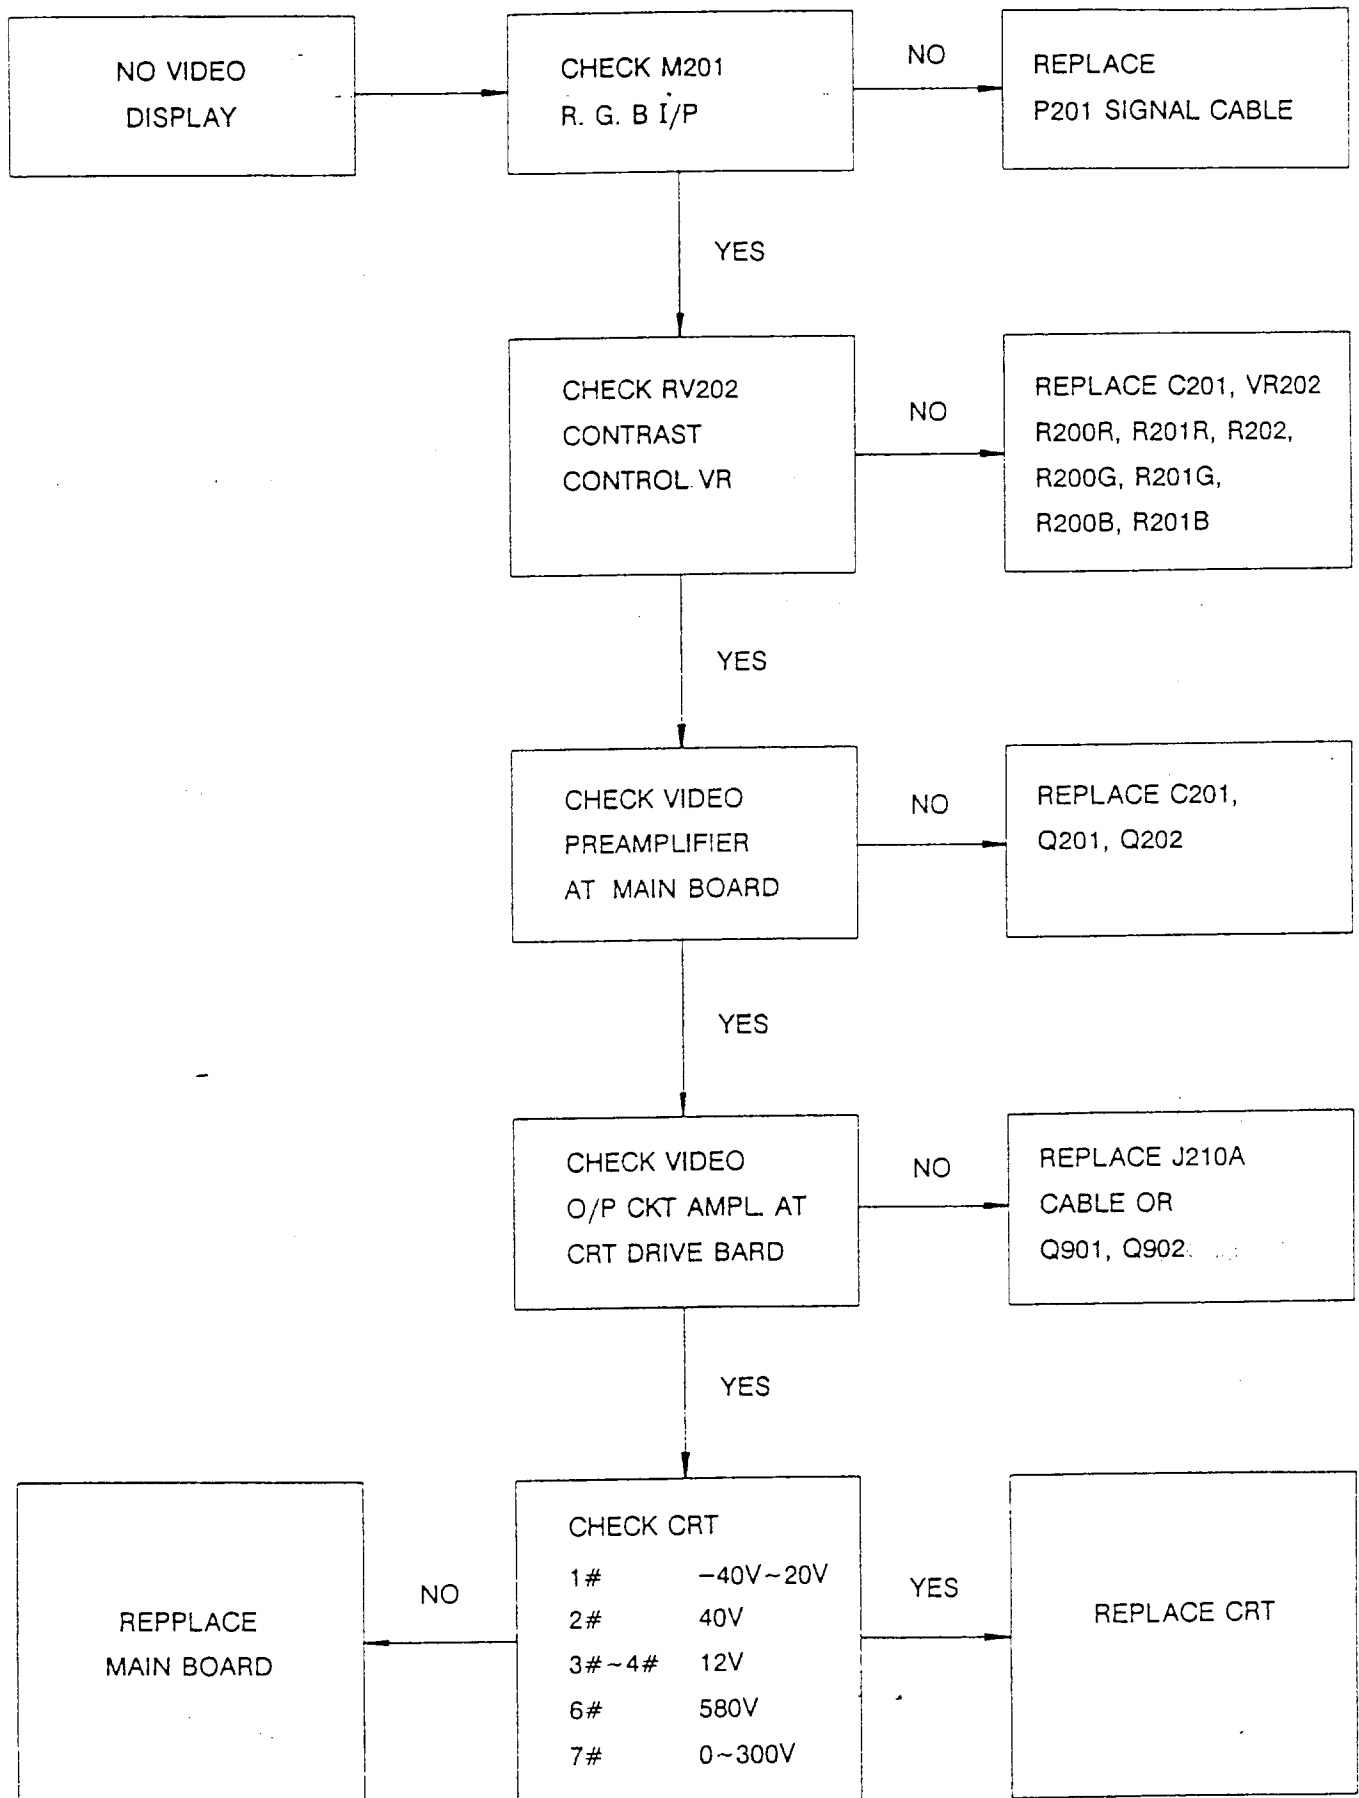 NO VIDEO
DISPLAY
CHECK M201
R. G. B I/P
NO
REPLACE
P201 SIGNAL CABLE
YES
CHECK RV202
CONTRAST
CONTROL VR
NO
REPLACE C201, VR202
R200R, R201R, R202,
R200G, R201G,
R200B, R201B
YES
CHECK VIDEO
PREAMPLIFIER
AT MAIN BOARD
NO
REPLACE C201,
Q201, Q202
YES
CHECK VIDEO
O/P CKT AMPL. AT
CRT DRIVE BARD
NO
REPLACE J210A
CABLE OR
Q901, Q902
YES
REPPLACE
MAIN BOARD
NO
CHECK CRT
1# −40V~20V
2# 40V
3#~4# 12V
6# 580V
7# 0~300V
YES
REPLACE CRT